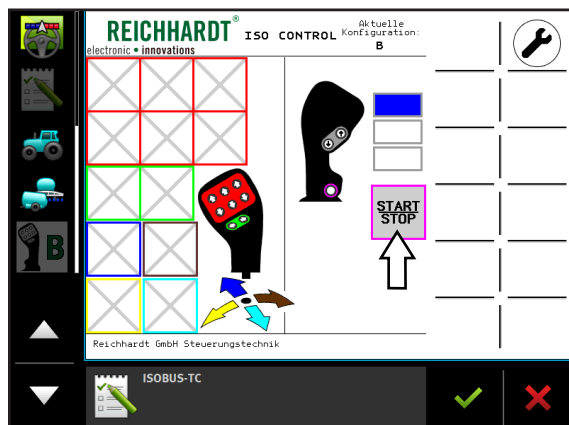 REICHHARDT®
electronic • innovations
ISO CONTROL
Aktuelle
Konfiguration:
B
START
STOP
B
Reichhardt GmbH Steuerungstechnik
ISOBUS-TC